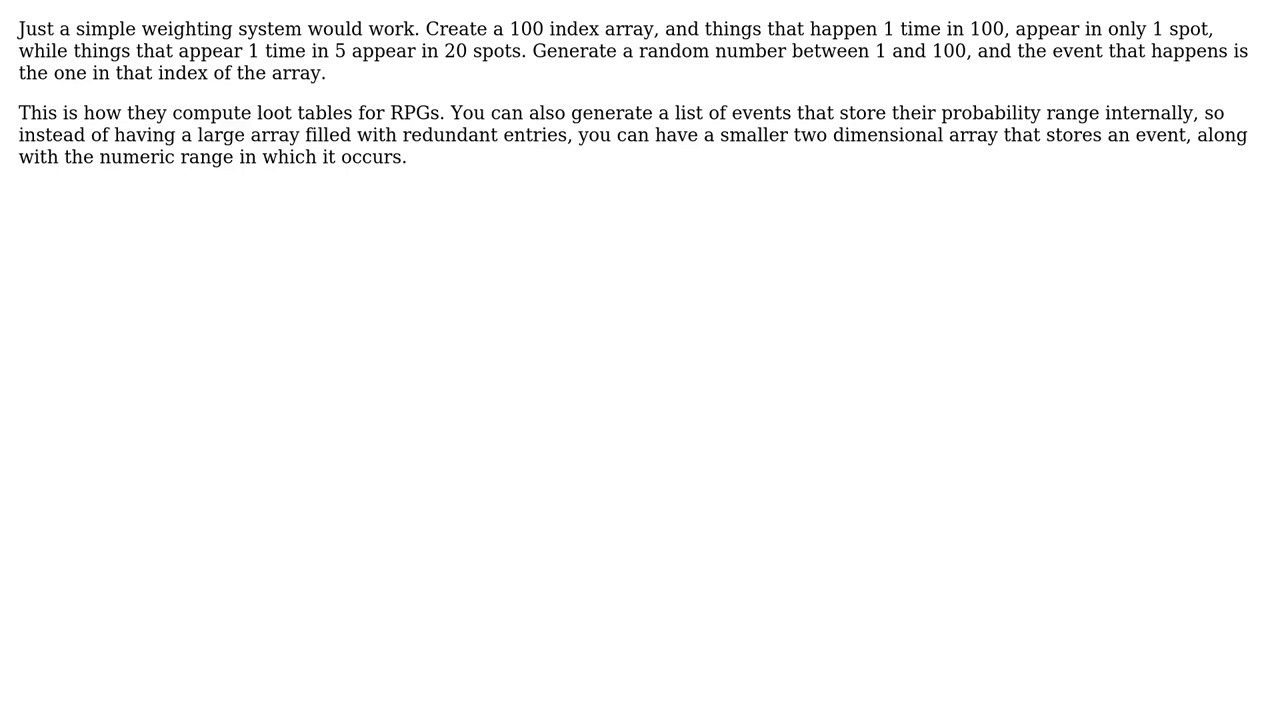 Just a simple weighting system would work. Create a 100 index array, and things that happen 1 time in 100, appear in only 1 spot,
while things that appear 1 time in 5 appear in 20 spots. Generate a random number between 1 and 100, and the event that happens is
the one in that index of the array.
This is how they compute loot tables for RPGs. You can also generate a list of events that store their probability range internally, so
instead of having a large array filled with redundant entries, you can have a smaller two dimensional array that stores an event, along
with the numeric range in which it occurs.